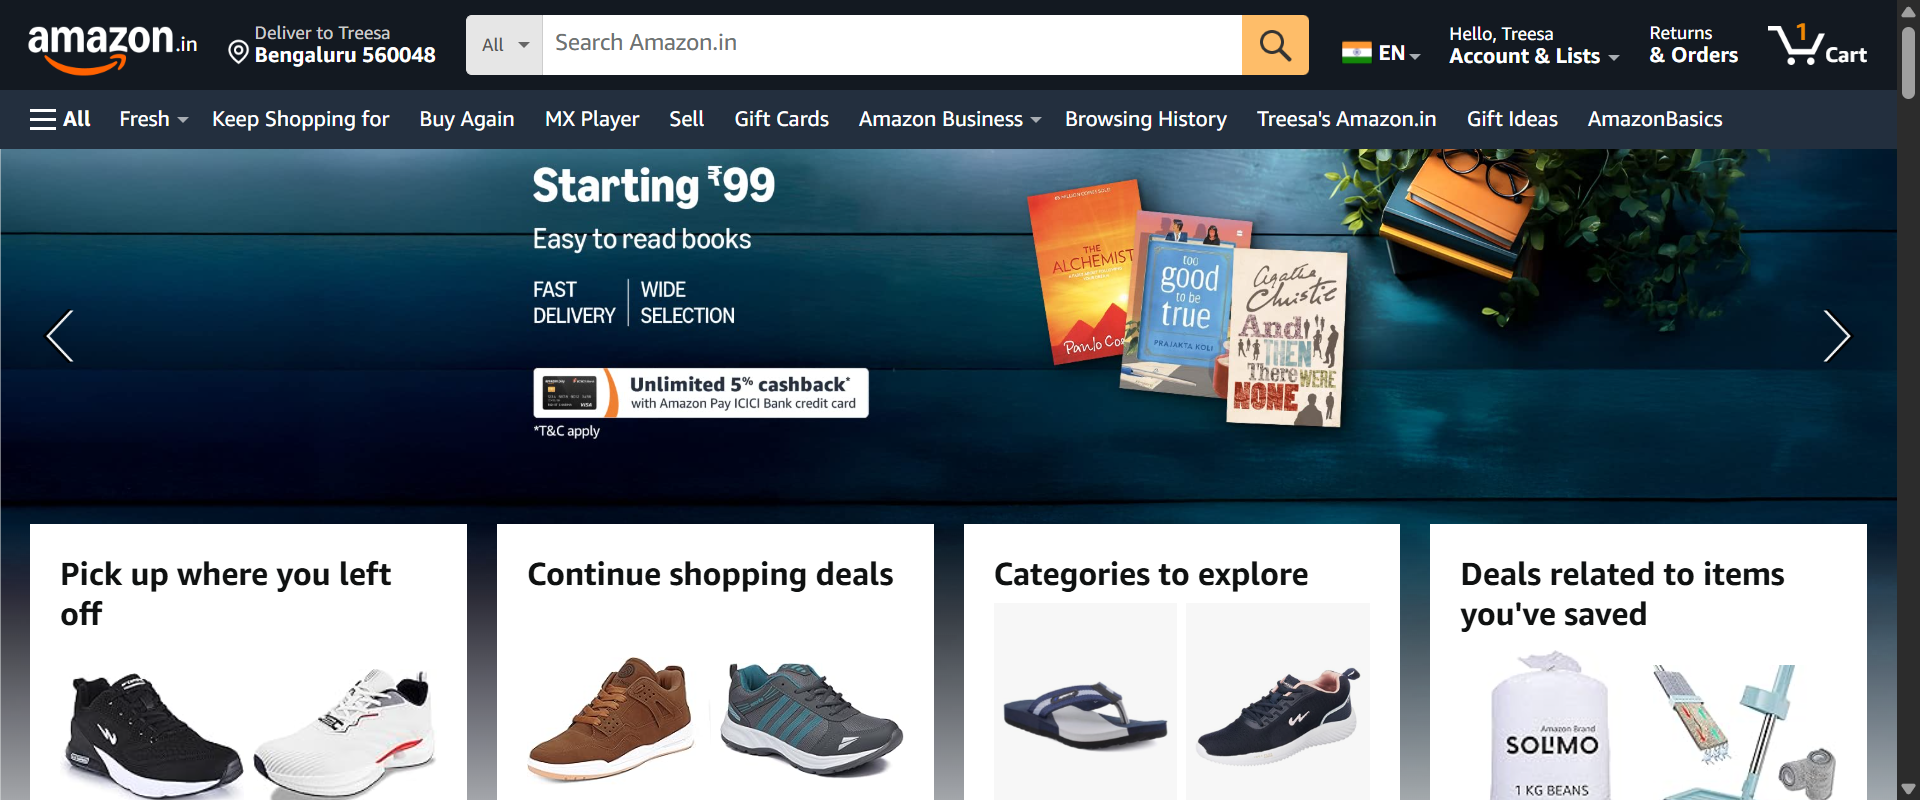 amazon.in
Deliver to Treesa
Bengaluru 560048
All
Search Amazon.in
EN
Hello, Treesa
Account & Lists
Returns
& Orders
1
Cart
All
Fresh
Keep Shopping for
Buy Again
MX Player
Sell
Gift Cards
Amazon Business
Browsing History
Treesa's Amazon.in
Gift Ideas
AmazonBasics
Starting ₹99
Easy to read books
FAST
DELIVERY
WIDE
SELECTION
Unlimited 5% cashback*
with Amazon Pay ICICI Bank credit card
*T&C apply
VISA
THE
ALCHEMIST
too
good
to be
true
PRAJAKTA KOLI
Agatha
Christie
And
THEN
There WERE
NONE
Pick up where you left
off
Continue shopping deals
Categories to explore
Deals related to items
you've saved
Amazon Brand
SOLIMO
1 KG BEANS